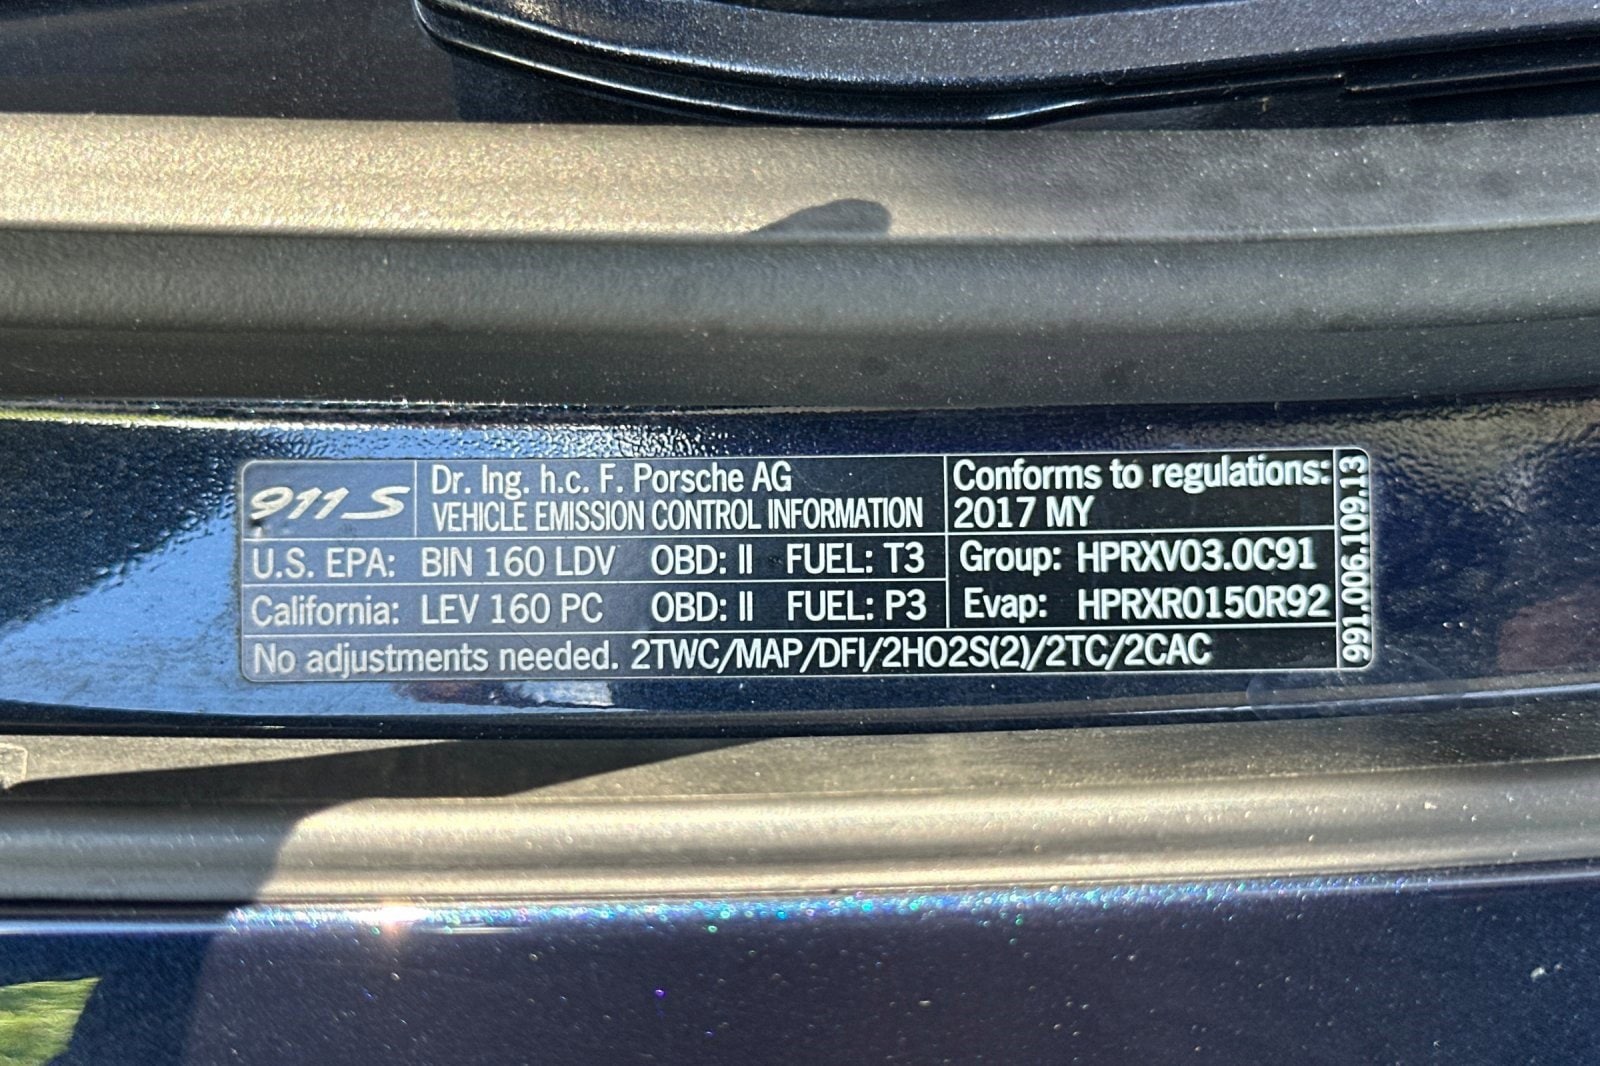 911 S
Dr. Ing. h.c. F. Porsche AG
VEHICLE EMISSION CONTROL INFORMATION
Conforms to regulations:
2017 MY
U.S. EPA: BIN 160 LDV OBD: II FUEL: T3
California: LEV 160 PC OBD: II FUEL: P3
Group: HPRXV03.0C91
Evap: HPRXR0150R92
No adjustments needed. 2TWC/MAP/DFI/2HO2S(2)/2TC/2CAC
991.006.109.13